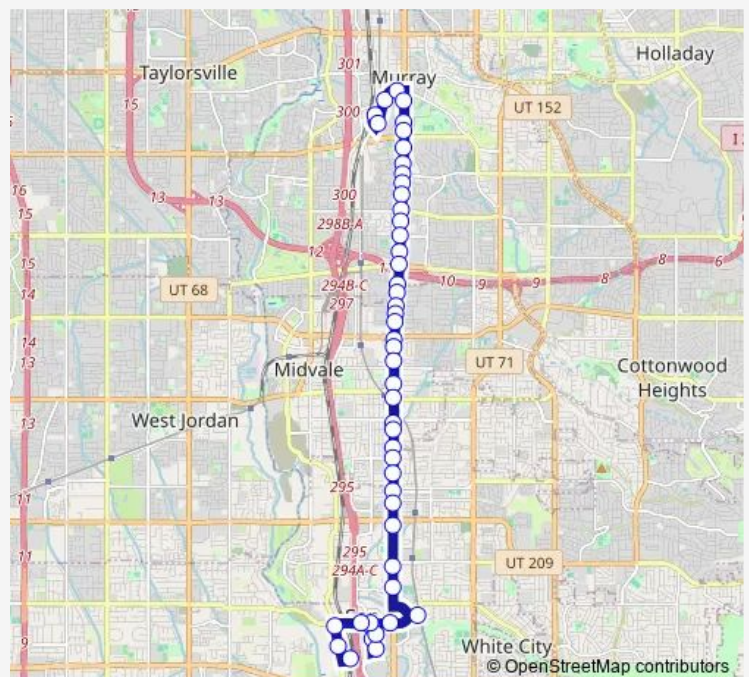 13
Holladay
301
Taylorsville
Murray
15
300
UT 152
I
16
15
13
13
300
298B-A
12
8
6
15
14
10
9
9
8
UT 68
294B-C
297
14
13
Midvale
UT 71
Cottonwood
Heights
13
West Jordan
11
295
295
294A-C
UT 209
11
9
White City
© OpenStreetMap contributors